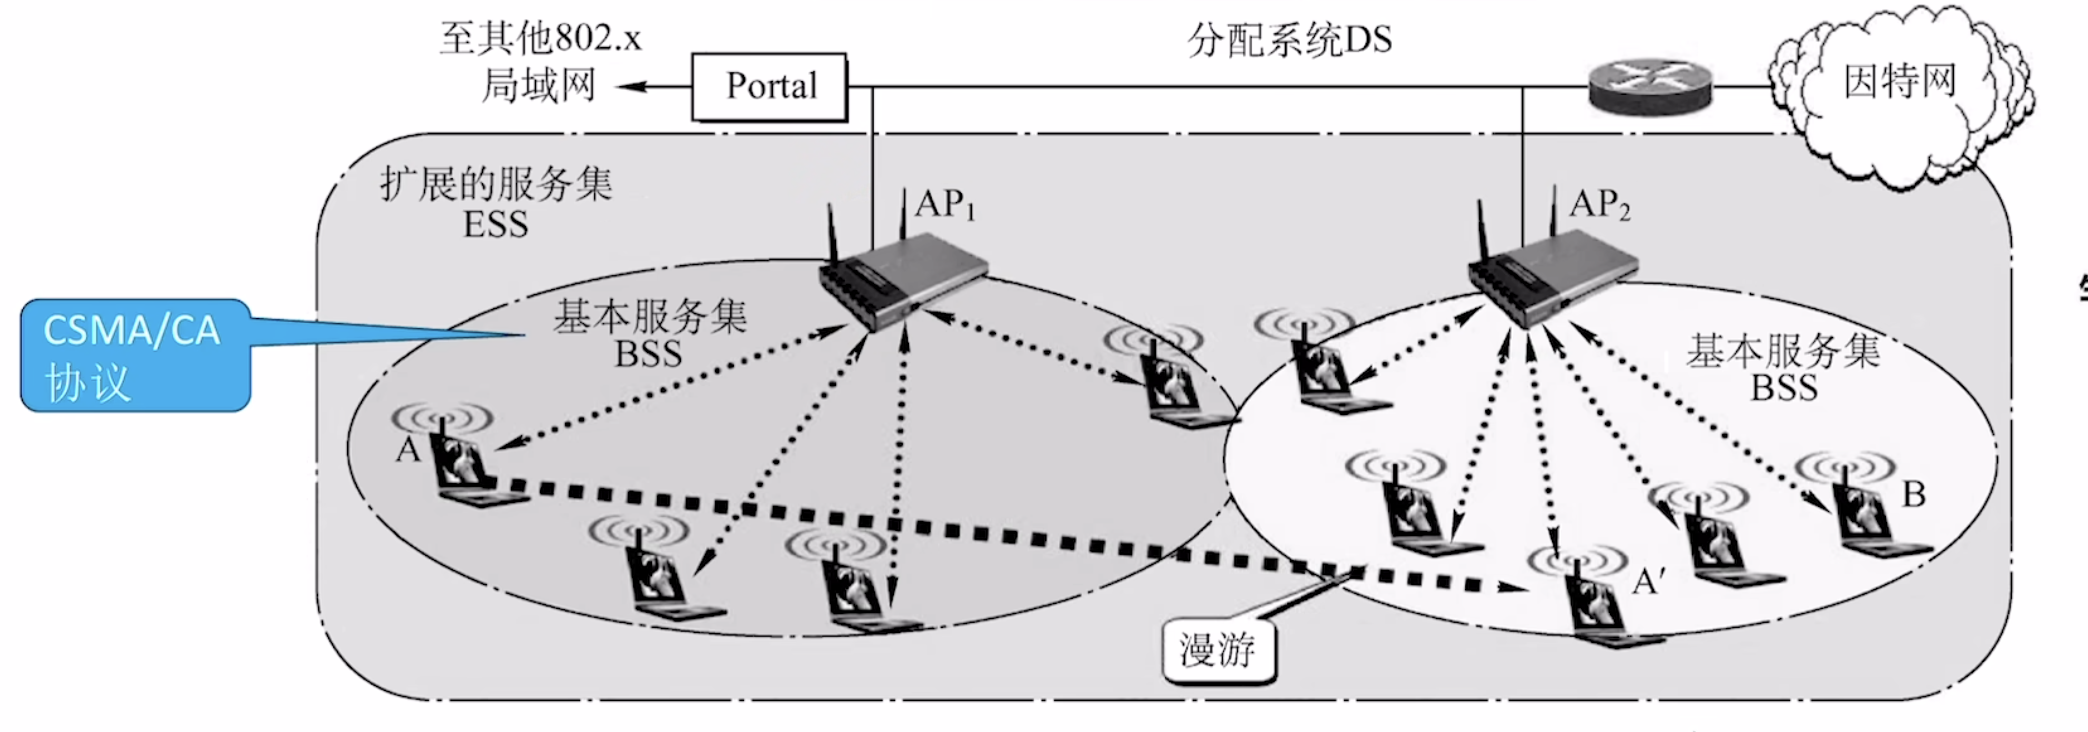 至其他802.x
局域网
Portal
分配系统DS
因特网
扩展的服务集
ESS
AP₁
AP₂
CSMA/CA
协议
基本服务集
BSS
基本服务集
BSS
A
B
A′
漫游